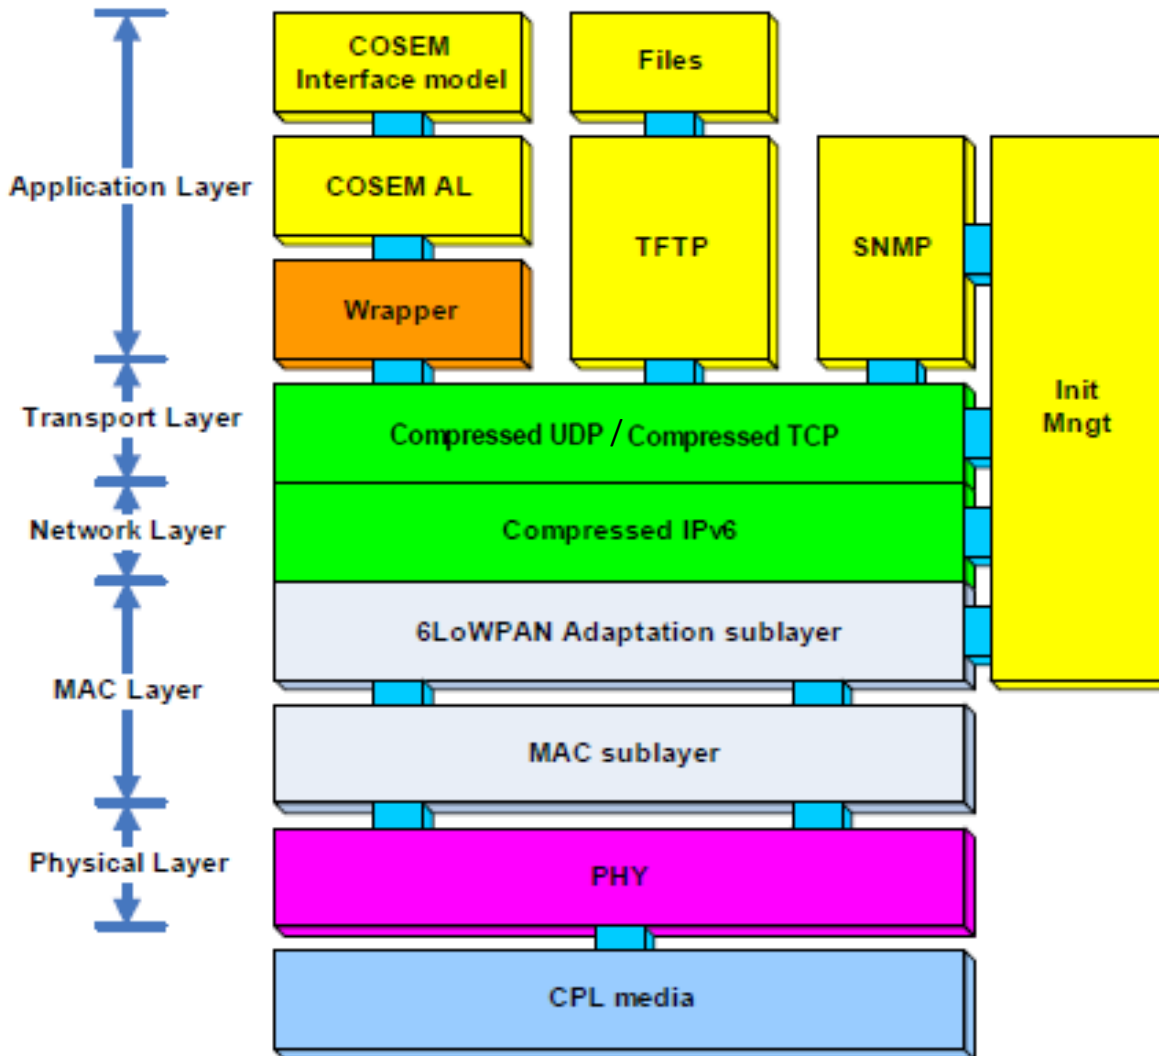 COSEM
Interface model
Files
Application Layer
COSEM AL
TFTP
SNMP
Wrapper
Init
Mngt
Transport Layer
Compressed UDP / Compressed TCP
Network Layer
Compressed IPv6
6LoWPAN Adaptation sublayer
MAC Layer
MAC sublayer
Physical Layer
PHY
CPL media